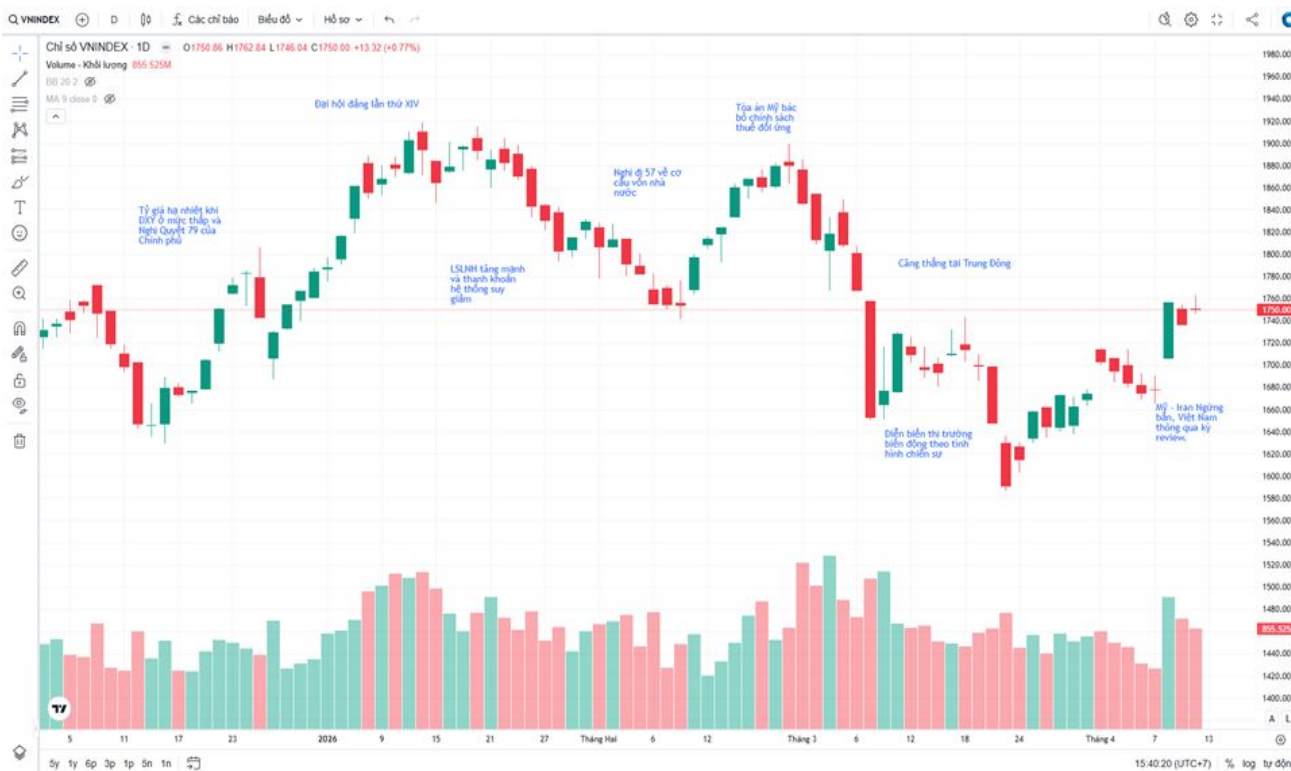 VNINDEX D Các chỉ báo Biểu đồ Hồ sơ
Chỉ số VNINDEX · 1D O1750.86 H1762.84 L1746.04 C1750.00 +13.32 (+0.77%)
Volume - Khối lượng 855.525M
BB 20 2
MA 9 close 0
Đại hội đảng lần thứ XIV
Tòa án Mỹ bác
bỏ chính sách
thuế đối ứng
Nghị đị 57 về cơ
cấu vốn nhà
nước
Tỷ giá hạ nhiệt khi
DXY ở mức thấp và
Nghị Quyết 79 của
Chính phủ
LSLNH tăng mạnh
và thanh khoản
hệ thống suy
giảm
Căng thẳng tại Trung Đông
Diễn biến thị trường
biến động theo tình
hình chiến sự
Mỹ - Iran Ngừng
bắn, Việt Nam
thông qua kỳ
review.
1980.00
1960.00
1940.00
1920.00
1900.00
1880.00
1860.00
1840.00
1820.00
1800.00
1780.00
1760.00
1750.00
1740.00
1720.00
1700.00
1680.00
1660.00
1640.00
1620.00
1600.00
1580.00
1560.00
1540.00
1520.00
1500.00
1480.00
1460.00
855.525
1440.00
1420.00
1400.00
A L
5 11 17 23 2026 9 15 21 27 Tháng Hai 6 12 Tháng 3 6 12 18 24 Tháng 4 7 13
5y 1y 6p 3p 1p 5n 1n 15:40:20 (UTC+7) % log tự độn